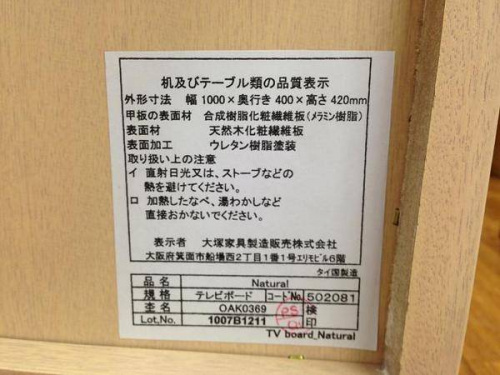 机及びテーブル類の品質表示
外形寸法 幅1000×奥行き400×高さ420mm
甲板の表面材 合成樹脂化粧繊維板(メラミン樹脂)
表面材 天然木化粧繊維板
表面加工 ウレタン樹脂塗装
取り扱い上の注意
イ 直射日光又は、ストーブなどの
熱を避けてください。
ロ 加熱したなべ、湯わかしなど
直接おかないでください。
表示者 大塚家具製造販売株式会社
大阪府箕面市船場西2丁目1番1号エリモビル6階
タイ国製造
品名 Natural
規格 テレビボード コードNo. 502081
杢名 OAK0369 検
Lot.No. 1007B1211 印
TV board_Natural